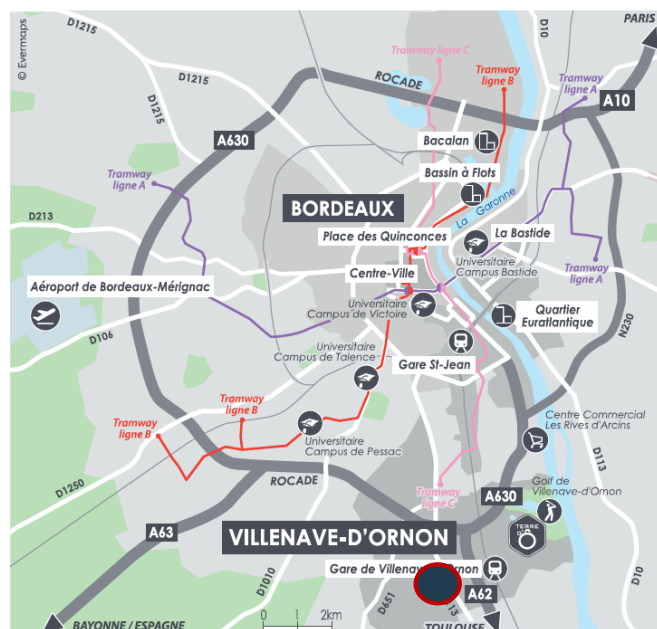 © Evermaps
D1215
D1215
D1215
ROCADE
Tramway ligne C
Tramway
ligne B
D10
PARIS
Tramway ligne A
A10
A630
Bacalan
Bassin à Flots
Tramway
ligne A
BORDEAUX
La Garonne
D213
Place des Quinconces
La Bastide
Universitaire
Campus Bastide
Tramway
ligne A
Centre-Ville
Aéroport de Bordeaux-Mérignac
Universitaire
Campus de Victoire
Quartier
Euratlantique
N230
D106
Universitaire
Campus de Talence
Gare St-Jean
Tramway
ligne B
Tramway
ligne B
Universitaire
Campus de Pessac
Centre Commercial
Les Rives d'Arcins
D113
D1250
ROCADE
Tramway
ligne C
A630
Golf de
Villenave-d'Ornon
A63
VILLENAVE-D'ORNON
TERRE
Gare de Villenave Ornon
D1010
D651
13
A62
D10
BAYONNE / ESPAGNE
0 1 2km
TOULOUSE